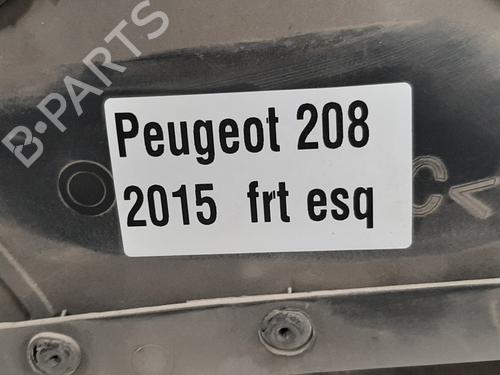 B-PARTS
Peugeot 208
2015 frt esq
C<